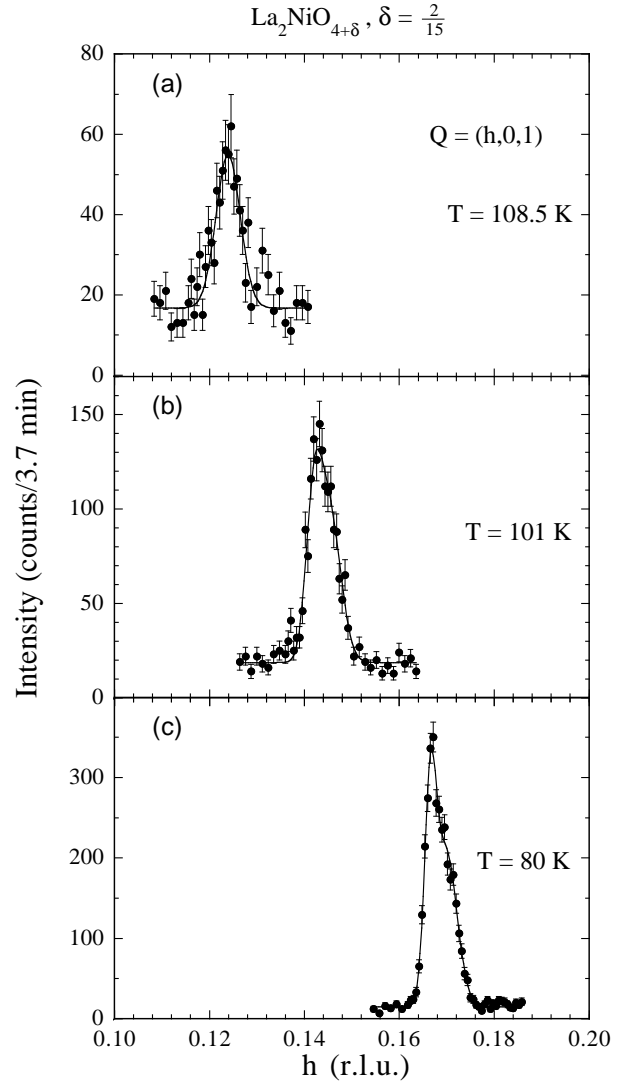 La₂NiO₄₊δ, δ = 2/15
80
(a)
Q = (h,0,1)
60
T = 108.5 K
40
20
0
(b)
150
T = 101 K
100
50
0
(c)
300
T = 80 K
200
100
0
0.10 0.12 0.14 0.16 0.18 0.20
h (r.l.u.)
Intensity (counts/3.7 min)